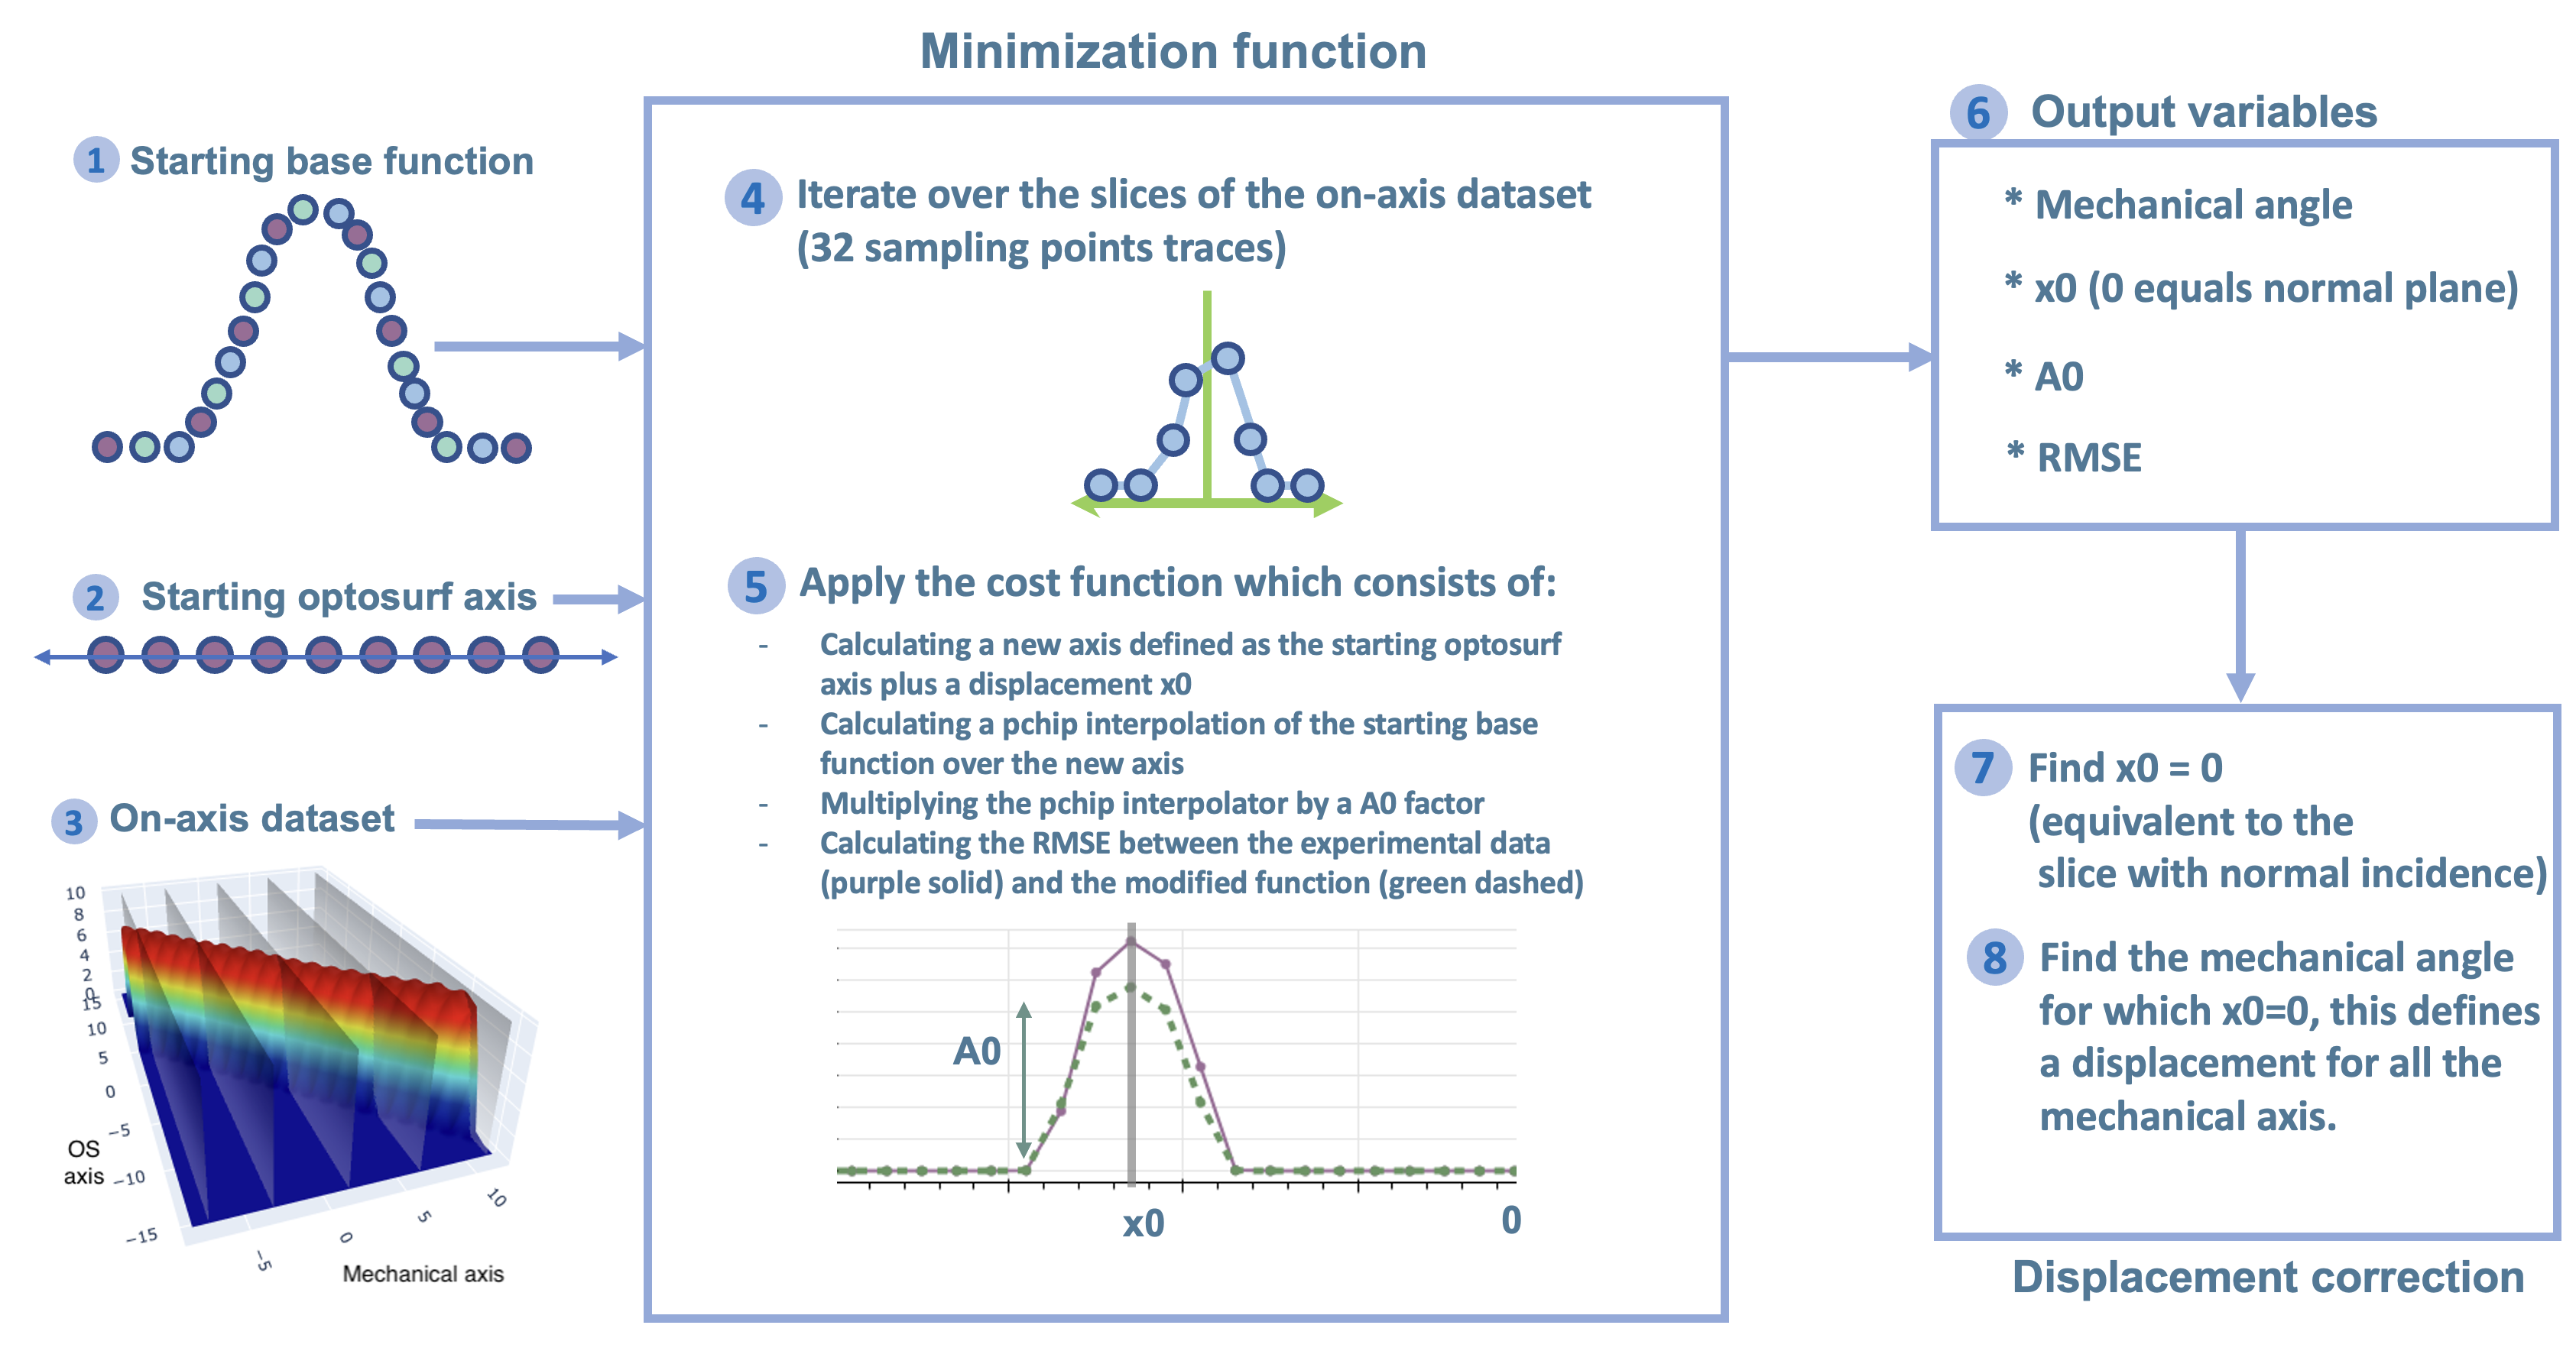 Minimization function
1 Starting base function
2 Starting optosurf axis
3 On-axis dataset
10
8
6
4
2
0
15
10
5
0
−5
−10
−15
OS
axis
−5
0
5
10
Mechanical axis
4 Iterate over the slices of the on-axis dataset
(32 sampling points traces)
5 Apply the cost function which consists of:
- Calculating a new axis defined as the starting optosurf
axis plus a displacement x0
- Calculating a pchip interpolation of the starting base
function over the new axis
- Multiplying the pchip interpolator by a A0 factor
- Calculating the RMSE between the experimental data
(purple solid) and the modified function (green dashed)
A0
x0 0
6 Output variables
* Mechanical angle
* x0 (0 equals normal plane)
* A0
* RMSE
7 Find x0 = 0
(equivalent to the
slice with normal incidence)
8 Find the mechanical angle
for which x0=0, this defines
a displacement for all the
mechanical axis.
Displacement correction